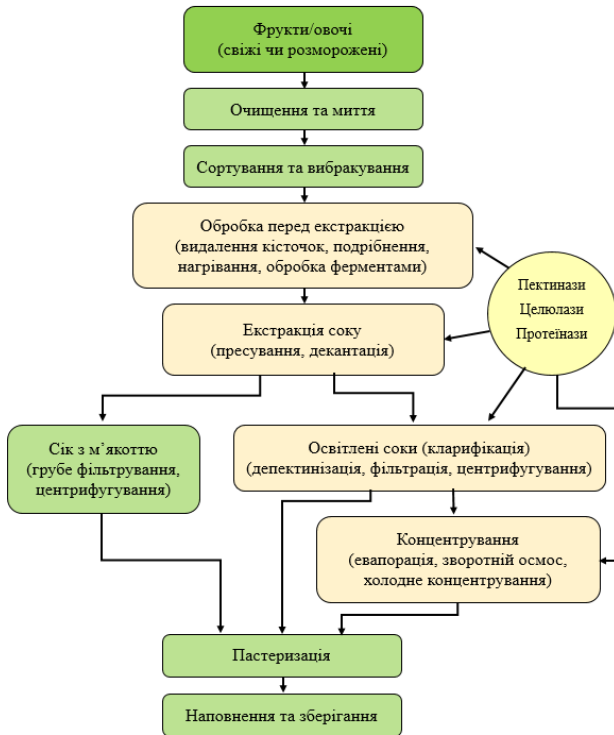 Фрукти/овочі
(свіжі чи розморожені)
Очищення та миття
Сортування та вибракування
Обробка перед екстракцією
(видалення кісточок, подрібнення,
нагрівання, обробка ферментами)
Пектинази
Целюлази
Протеїнази
Екстракція соку
(пресування, декантація)
Сік з м’якоттю
(грубе фільтрування,
центрифугування)
Освітлені соки (кларифікація)
(депектинізація, фільтрація, центрифугування)
Концентрування
(евапорація, зворотній осмос,
холодне концентрування)
Пастеризація
Наповнення та зберігання